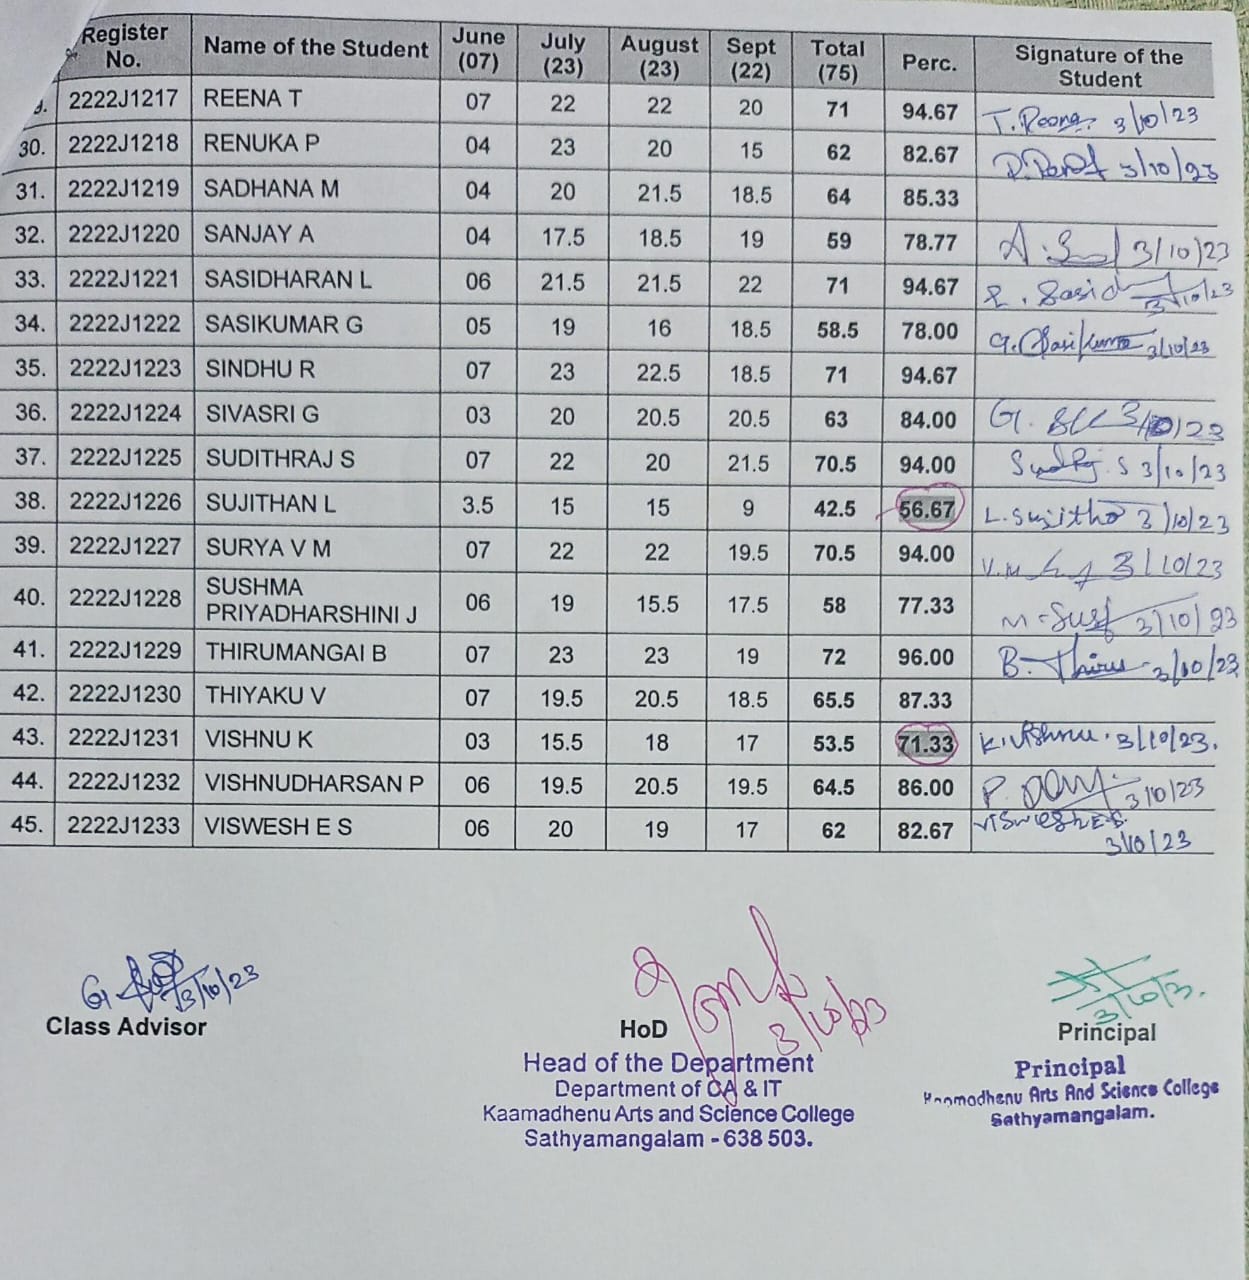 Register No. Name of the Student June (07) July (23) August (23) Sept (22) Total (75) Perc. Signature of the Student
9. 2222J1217 REENA T 07 22 22 20 71 94.67 T. Reena 3/10/23
30. 2222J1218 RENUKA P 04 23 20 15 62 82.67 3/10/23
31. 2222J1219 SADHANA M 04 20 21.5 18.5 64 85.33
32. 2222J1220 SANJAY A 04 17.5 18.5 19 59 78.77 3/10/23
33. 2222J1221 SASIDHARAN L 06 21.5 21.5 22 71 94.67 3/10/23
34. 2222J1222 SASIKUMAR G 05 19 16 18.5 58.5 78.00 G. Sasikumar 3/10/23
35. 2222J1223 SINDHU R 07 23 22.5 18.5 71 94.67
36. 2222J1224 SIVASRI G 03 20 20.5 20.5 63 84.00 G. 3/10/23
37. 2222J1225 SUDITHRAJ S 07 22 20 21.5 70.5 94.00 S 3/10/23
38. 2222J1226 SUJITHAN L 3.5 15 15 9 42.5 56.67 L. Sujitha 3/10/23
39. 2222J1227 SURYA V M 07 22 22 19.5 70.5 94.00 V.M 3/10/23
40. 2222J1228 SUSHMA PRIYADHARSHINI J 06 19 15.5 17.5 58 77.33 3/10/23
41. 2222J1229 THIRUMANGAI B 07 23 23 19 72 96.00 B. Thiru 3/10/23
42. 2222J1230 THIYAKU V 07 19.5 20.5 18.5 65.5 87.33
43. 2222J1231 VISHNU K 03 15.5 18 17 53.5 71.33 K. Vishnu. 3/10/23.
44. 2222J1232 VISHNUDHARSAN P 06 19.5 20.5 19.5 64.5 86.00 P. 3/10/23
45. 2222J1233 VISWESH E S 06 20 19 17 62 82.67 VISWESH E S. 3/10/23
G 3/10/23
3/10/23
3/10/3.
Class Advisor
HoD
Principal
Head of the Department
Department of CA & IT
Kaamadhenu Arts and Science College
Sathyamangalam - 638 503.
Principal
Kaamadhenu Arts And Science College
Sathyamangalam.